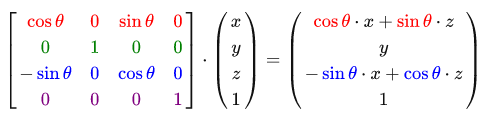 cos θ 0 sin θ 0 x cos θ · x + sin θ · z
0 1 0 0 · y = y
− sin θ 0 cos θ 0 z − sin θ · x + cos θ · z
0 0 0 1 1 1